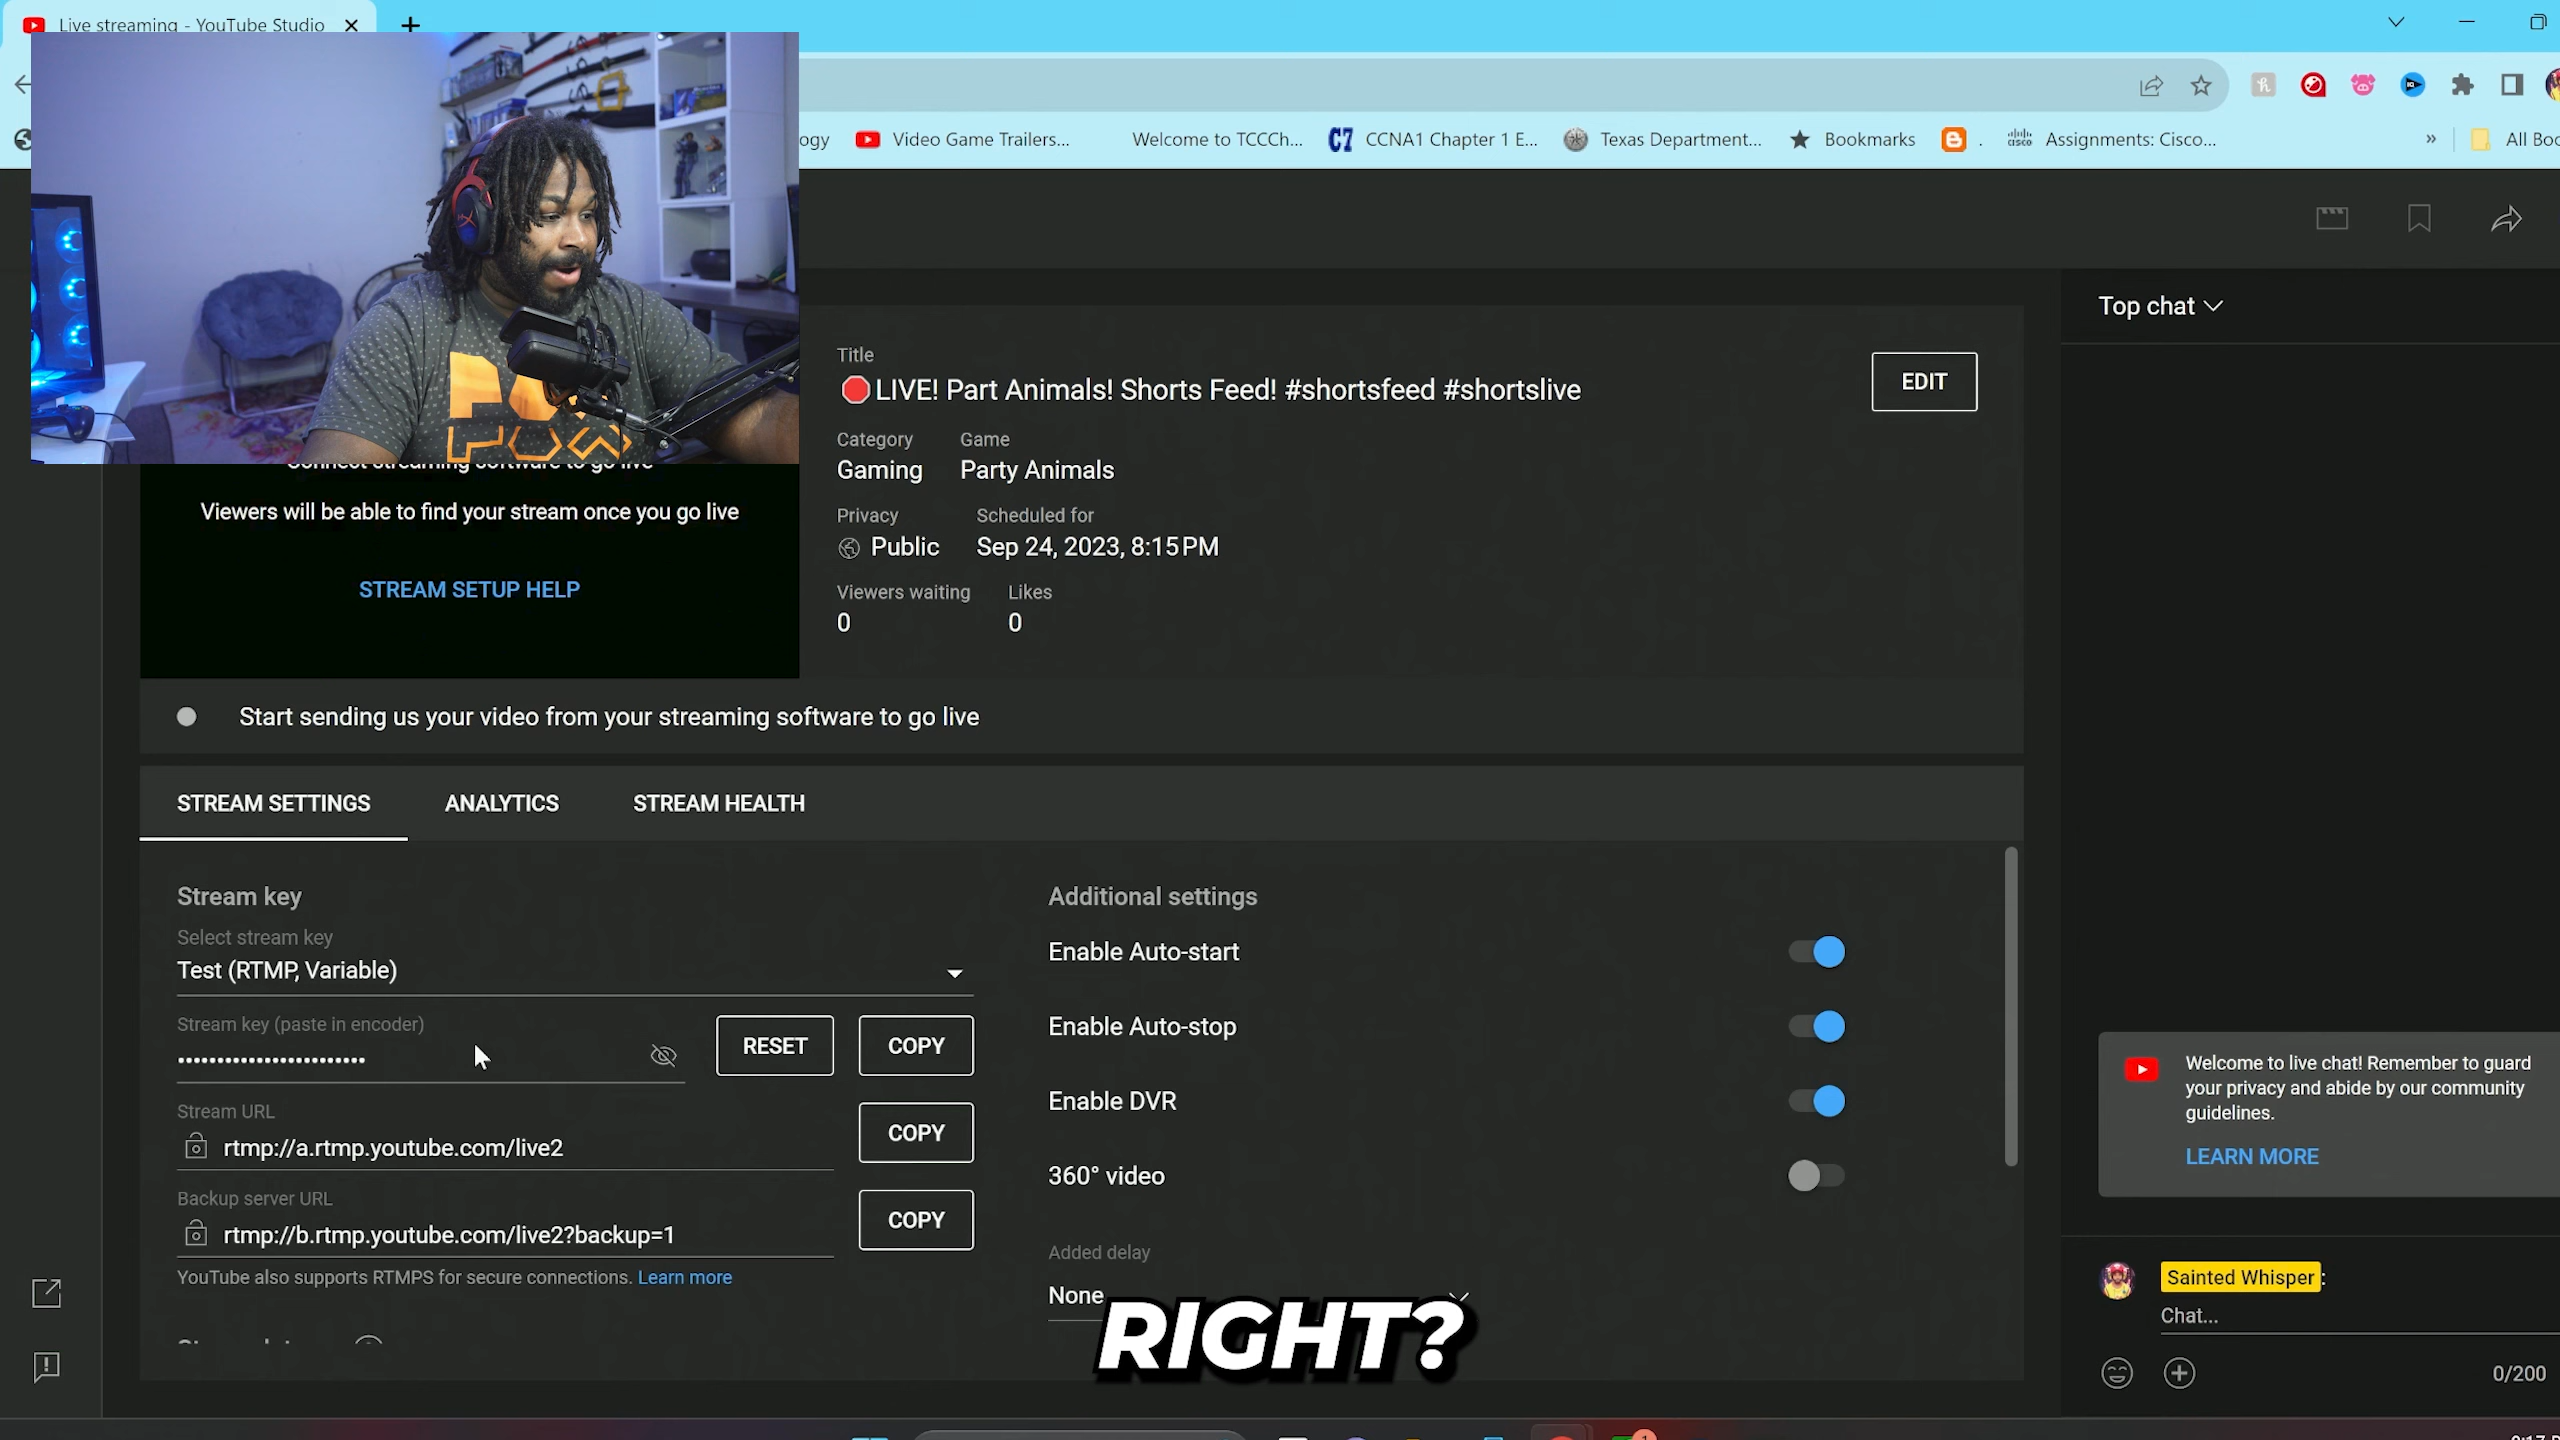 Live streaming - YouTube Studio
ogy
Video Game Trailers...
Welcome to TCCCh...
C7
CCNA1 Chapter 1 E...
Texas Department...
Bookmarks
.
cisco
Assignments: Cisco...
»
All Boo
Top chat
Title
LIVE! Part Animals! Shorts Feed! #shortsfeed #shortslive
EDIT
Category
Game
Gaming
Party Animals
Privacy
Scheduled for
Public
Sep 24, 2023, 8:15 PM
Viewers waiting
Likes
0
0
Connect streaming software to go live
Viewers will be able to find your stream once you go live
STREAM SETUP HELP
Start sending us your video from your streaming software to go live
STREAM SETTINGS
ANALYTICS
STREAM HEALTH
Stream key
Select stream key
Test (RTMP, Variable)
Stream key (paste in encoder)
••••••••••••••••••••••••
RESET
COPY
Stream URL
rtmp://a.rtmp.youtube.com/live2
COPY
Backup server URL
rtmp://b.rtmp.youtube.com/live2?backup=1
COPY
YouTube also supports RTMPS for secure connections. Learn more
Additional settings
Enable Auto-start
Enable Auto-stop
Enable DVR
360° video
Added delay
None
RIGHT?
Welcome to live chat! Remember to guard
your privacy and abide by our community
guidelines.
LEARN MORE
Sainted Whisper:
Chat...
0/200